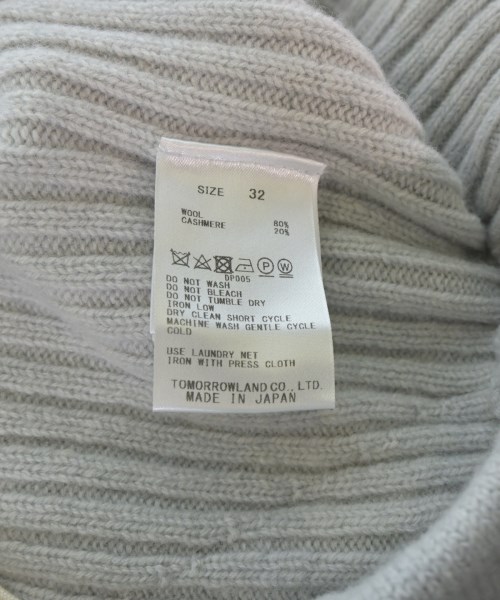 SIZE 32
WOOL 80%
CASHMERE 20%
P W
DP005
DO NOT WASH
DO NOT BLEACH
DO NOT TUMBLE DRY
IRON LOW
DRY CLEAN SHORT CYCLE
MACHINE WASH GENTLE CYCLE
COLD
USE LAUNDRY NET
IRON WITH PRESS CLOTH
TOMORROWLAND CO., LTD.
MADE IN JAPAN